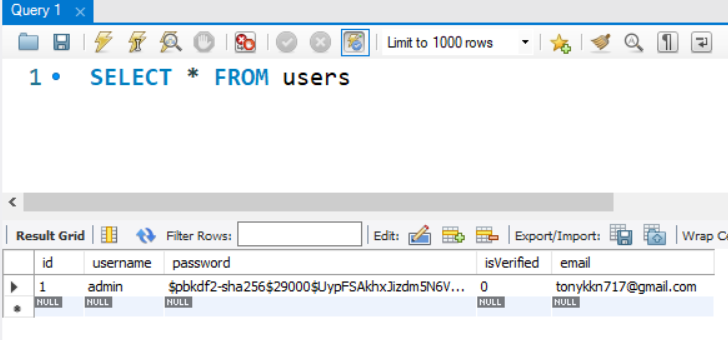 Query 1
Limit to 1000 rows
1 SELECT * FROM users
Result Grid Filter Rows: Edit: Export/Import: Wrap C
id username password isVerified email
1 admin $pbkdf2-sha256$29000$UypFSAkhxJizdm5N6V... 0 tonykkn717@gmail.com
NULL NULL NULL NULL NULL